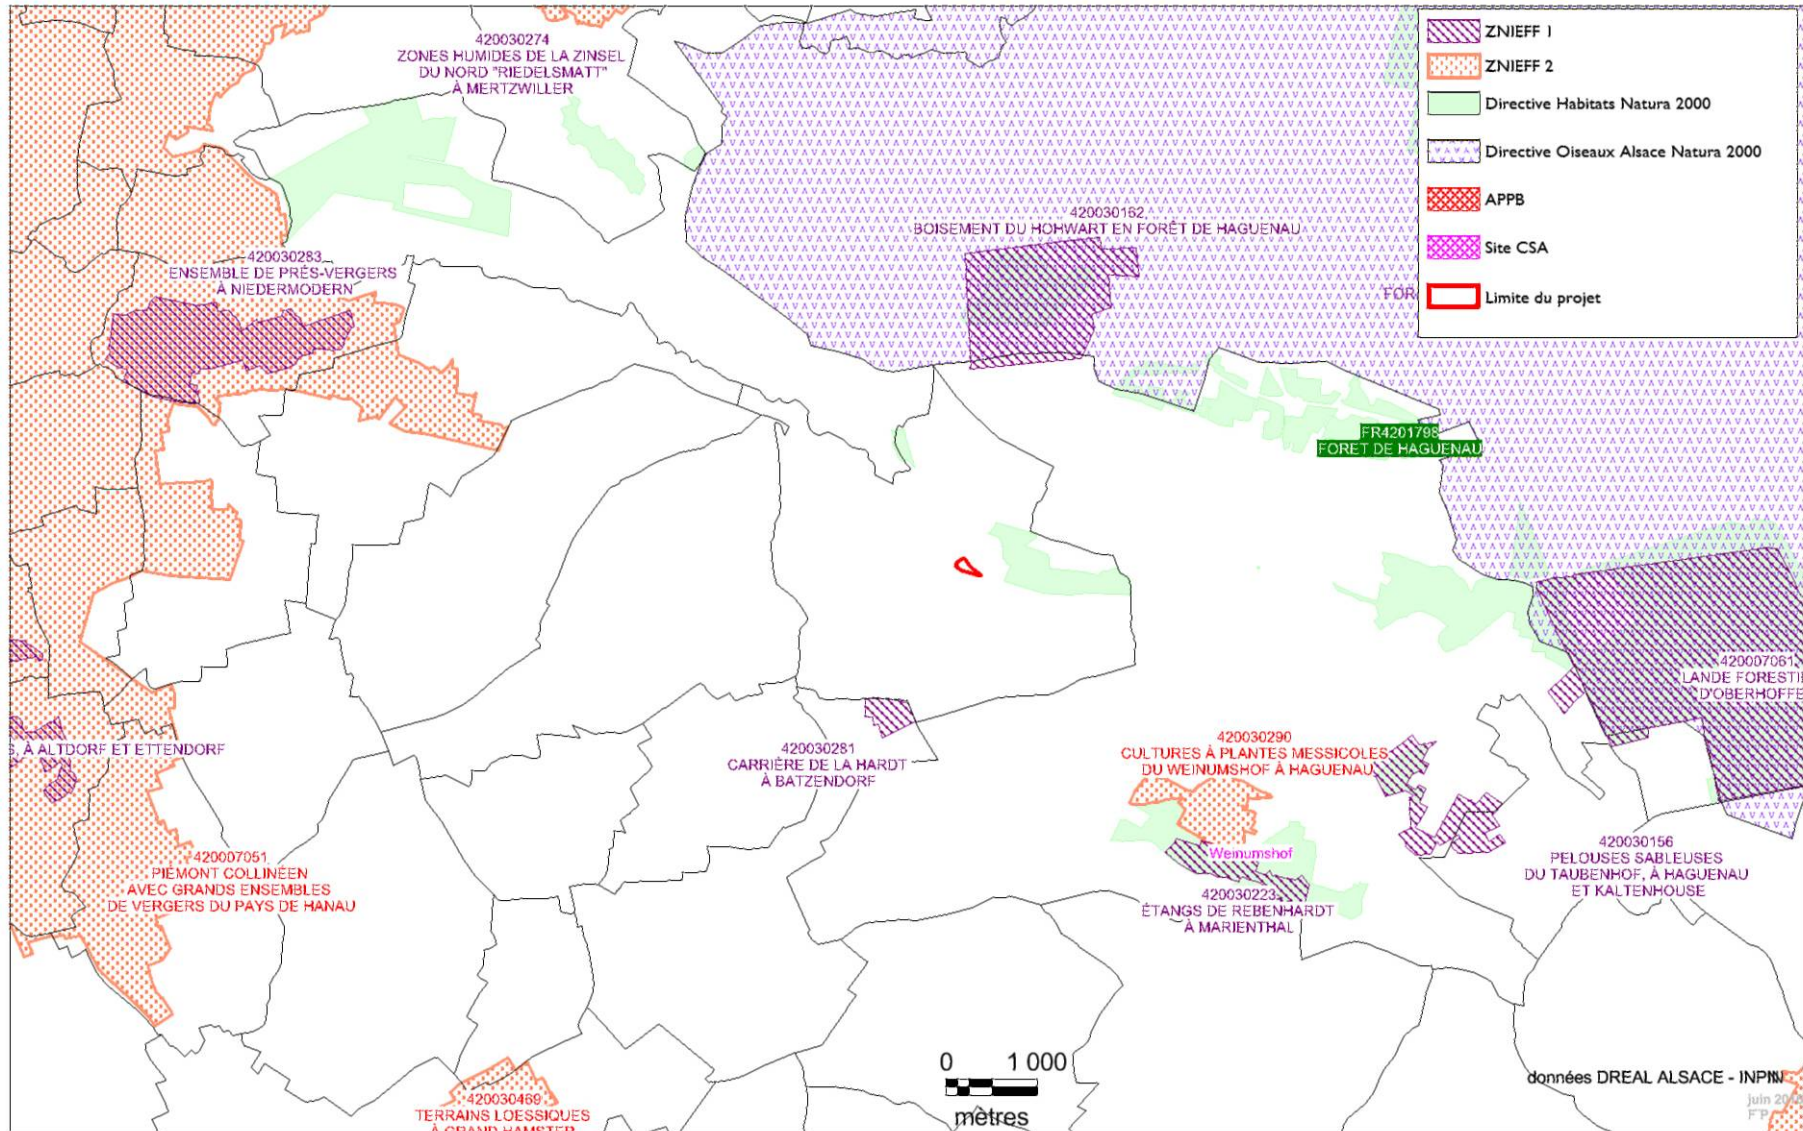 420030274
ZONES HUMIDES DE LA ZINSEL
DU NORD "RIEDELSMATT"
À MERTZWILLER
ZNIEFF 1
ZNIEFF 2
Directive Habitats Natura 2000
Directive Oiseaux Alsace Natura 2000
APPB
Site CSA
Limite du projet
420030162
BOISEMENT DU HOHWART EN FORÊT DE HAGUENAU
420030283
ENSEMBLE DE PRÉS-VERGERS
À NIEDERMODERN
FOR
FR4201798
FORET DE HAGUENAU
420007061
LANDE FORESTI
D'OBERHOFFE
S, À ALTDORF ET ETTENDORF
420030281
CARRIÈRE DE LA HARDT
À BATZENDORF
420030290
CULTURES À PLANTES MESSICOLES
DU WEINUMSHOF À HAGUENAU
Weinumshof
420030223
ÉTANGS DE REBENHARDT
À MARIENTHAL
420030156
PELOUSES SABLEUSES
DU TAUBENHOF, À HAGUENAU
ET KALTENHOUSE
420007051
PIÉMONT COLLINÉEN
AVEC GRANDS ENSEMBLES
DE VERGERS DU PAYS DE HANAU
0 1 000
mètres
données DREAL ALSACE - INPN
juin
F P
420030469
TERRAINS LOESSIQUES
À GRAND HAMSTER